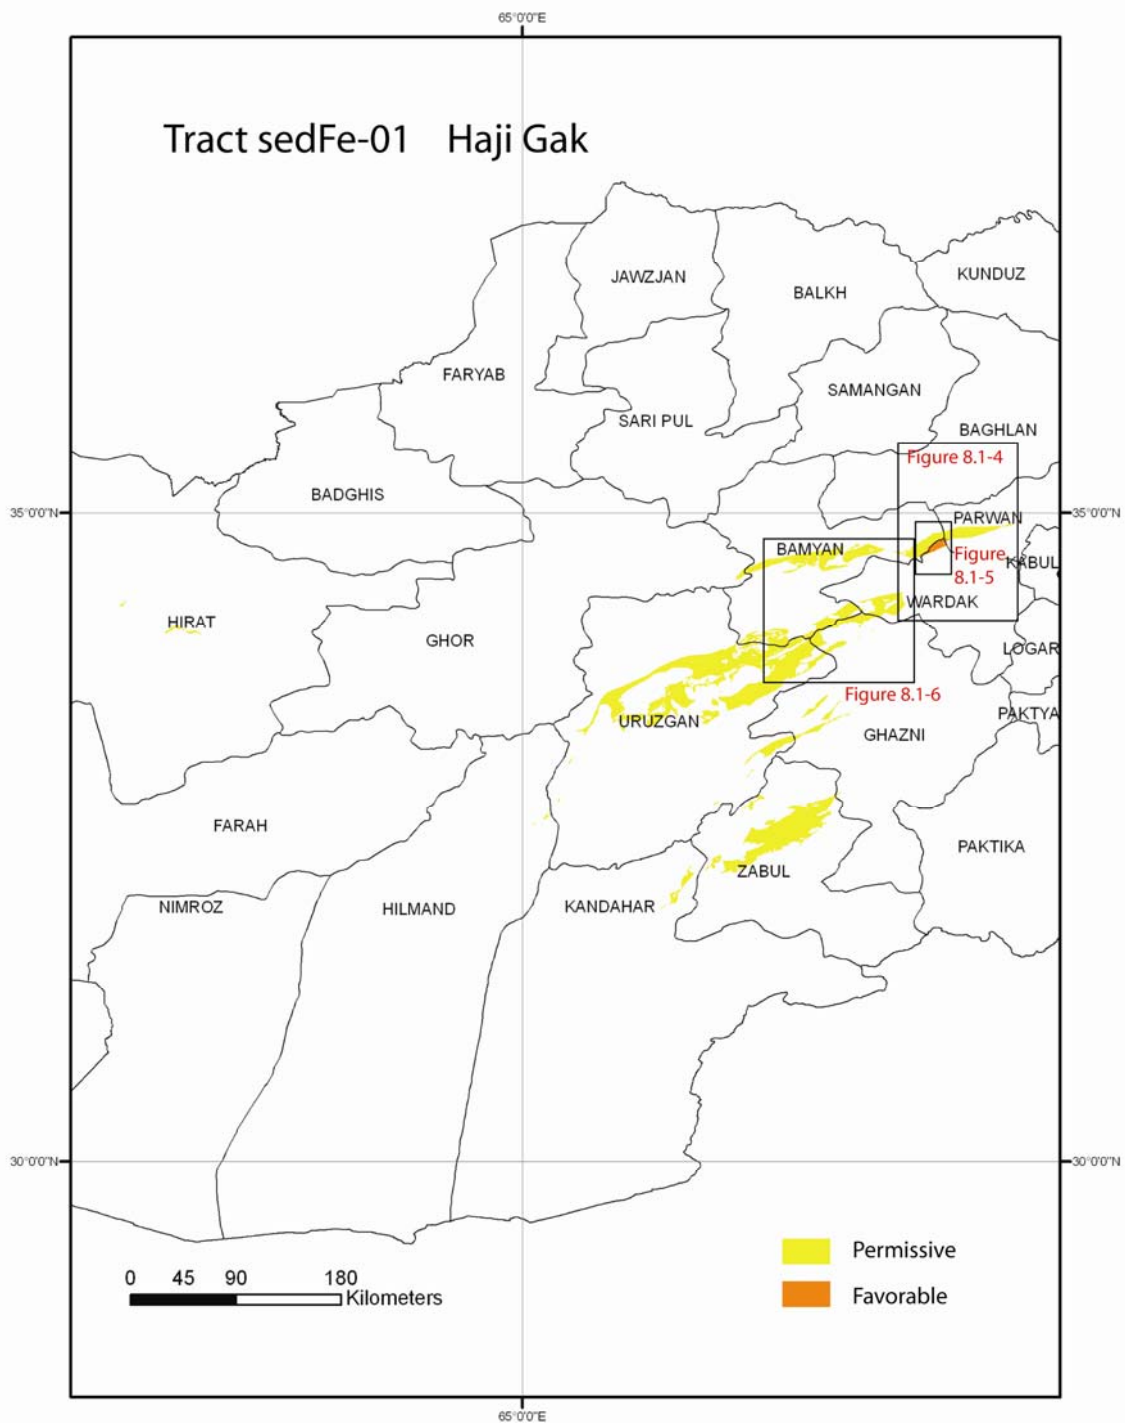 65°0'0"E
Tract sedFe-01 Haji Gak
JAWZJAN
KUNDUZ
BALKH
FARYAB
SAMANGAN
SARI PUL
BAGHLAN
Figure 8.1-4
BADGHIS
35°0'0"N
35°0'0"N
PARWAN
BAMYAN
Figure
8.1-5
KABUL
HIRAT
WARDAK
GHOR
LOGAR
Figure 8.1-6
PAKTYA
URUZGAN
GHAZNI
FARAH
PAKTIKA
ZABUL
NIMROZ
HILMAND
KANDAHAR
30°0'0"N
30°0'0"N
Permissive
Favorable
0 45 90 180
Kilometers
65°0'0"E